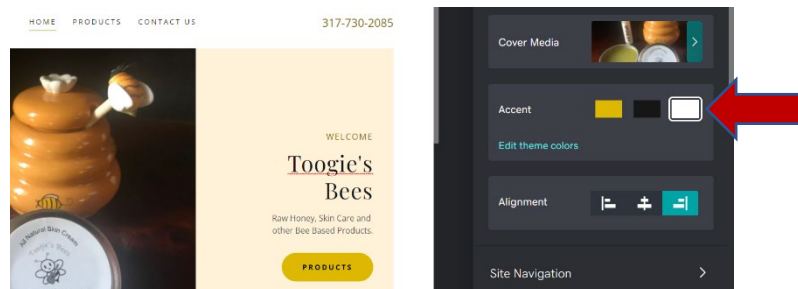 HOME PRODUCTS CONTACT US 317-730-2085
WELCOME
Toogie's
Bees
Raw Honey, Skin Care and
other Bee Based Products.
PRODUCTS
All Natural Skin Cream
Toogie's Bees
Cover Media
Accent
Edit theme colors
Alignment
Site Navigation